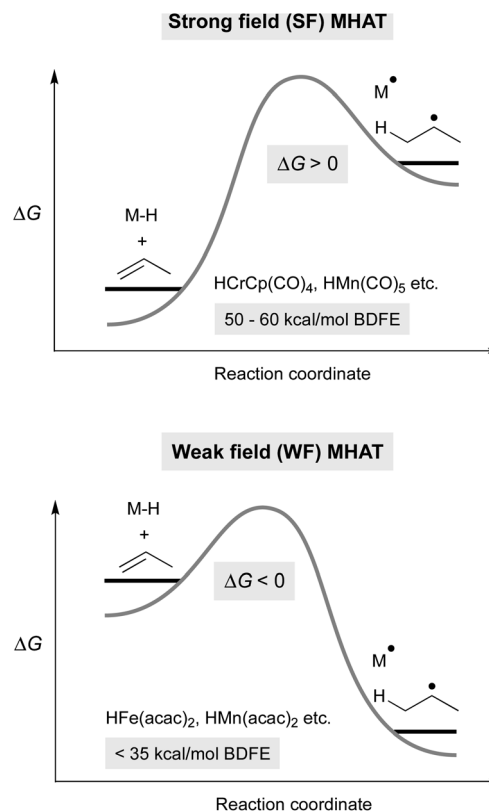 Strong field (SF) MHAT
M•
H
•
ΔG > 0
ΔG
M-H
+
HCrCp(CO)₄, HMn(CO)₅ etc.
50 - 60 kcal/mol BDFE
Reaction coordinate
Weak field (WF) MHAT
M-H
+
ΔG < 0
ΔG
M•
H
•
HFe(acac)₂, HMn(acac)₂ etc.
< 35 kcal/mol BDFE
Reaction coordinate